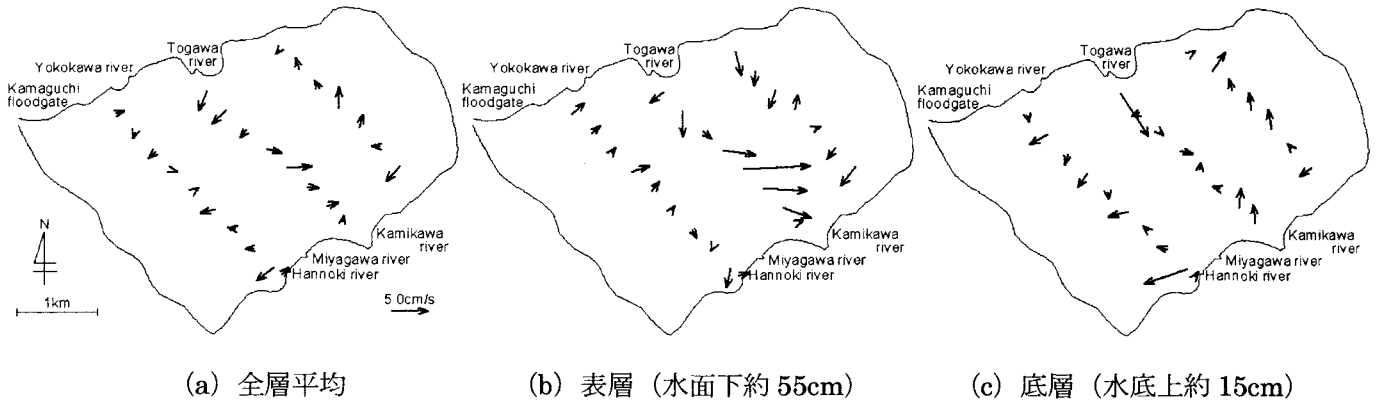 Togawa
river
Yokokawa river
Kamaguchi
floodgate
N
1km
Kamikawa
river
Miyagawa river
Hannoki river
5 0cm/s
(a) 全層平均
Togawa
river
Yokokawa river
Kamaguchi
floodgate
Kamikawa
river
Miyagawa river
Hannoki river
(b) 表層 (水面下約 55cm)
Togawa
river
Yokokawa river
Kamaguchi
floodgate
Kamikawa river
Miyagawa river
Hannoki river
(c) 底層 (水底上約 15cm)